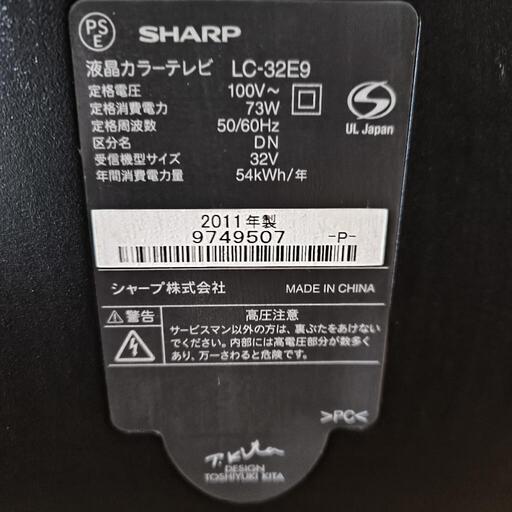 PS
E
SHARP
液晶カラーテレビ LC-32E9
定格電圧 100V～
定格消費電力 73W
定格周波数 50/60Hz
区分名 DN
受信機型サイズ 32V
年間消費電力量 54kWh/年
S
UL Japan
2011年製
9749507 -P-
シャープ株式会社 MADE IN CHINA
⚠警告 高圧注意
サービスマン以外の方は、裏ぶたをあけない
でください。内部には高電圧部分が数多く
あり、万一さわると危険です。
>PC<
T. Kita
DESIGN
TOSHIYUKI KITA